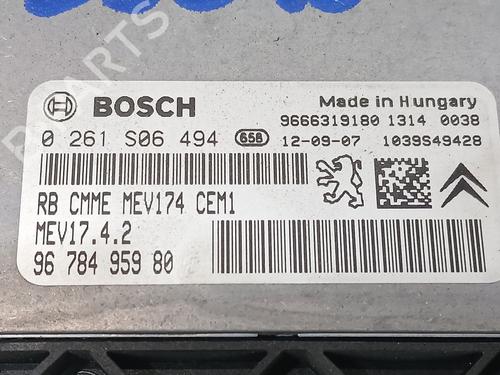 BOSCH
Made in Hungary
9666319180 1314 0038
0 261 S06 494 658 12-09-07 1039S49428
RB CMME MEV174 CEM1
MEV17.4.2
96 784 959 80